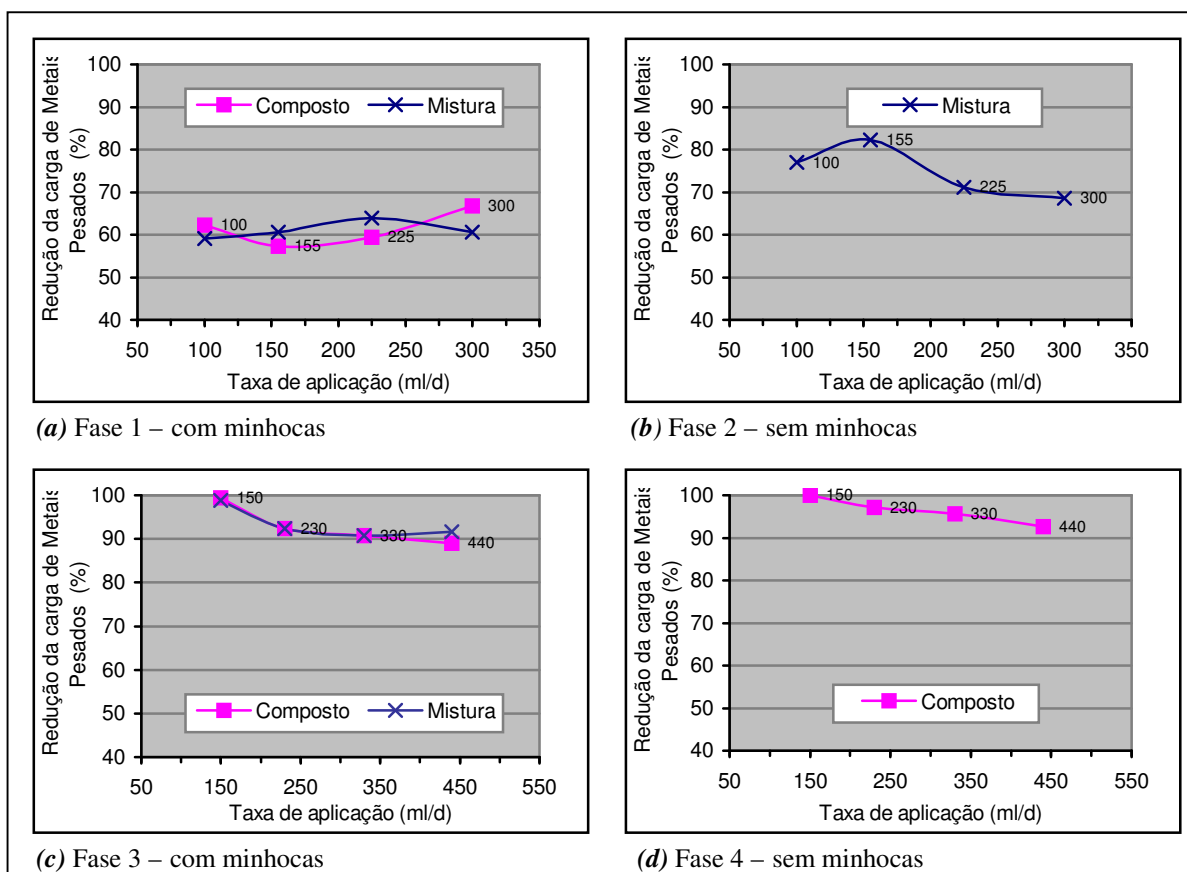 Redução da carga de Metais
Pesados (%)
100
90
80
70
60
50
40
Composto Mistura
100
155
225
300
50 100 150 200 250 300 350
Taxa de aplicação (ml/d)
(a) Fase 1 – com minhocas
Redução da carga de Metais
Pesados (%)
100
90
80
70
60
50
40
Mistura
100
155
225
300
50 100 150 200 250 300 350
Taxa de aplicação (ml/d)
(b) Fase 2 – sem minhocas
Redução da carga de Metais
Pesados (%)
100
90
80
70
60
50
40
150
230
330
440
Composto Mistura
50 150 250 350 450 550
Taxa de aplicação (ml/d)
(c) Fase 3 – com minhocas
Redução da carga de Metais
Pesados (%)
100
90
80
70
60
50
40
150
230
330
440
Composto
50 150 250 350 450 550
Taxa de aplicação (ml/d)
(d) Fase 4 – sem minhocas